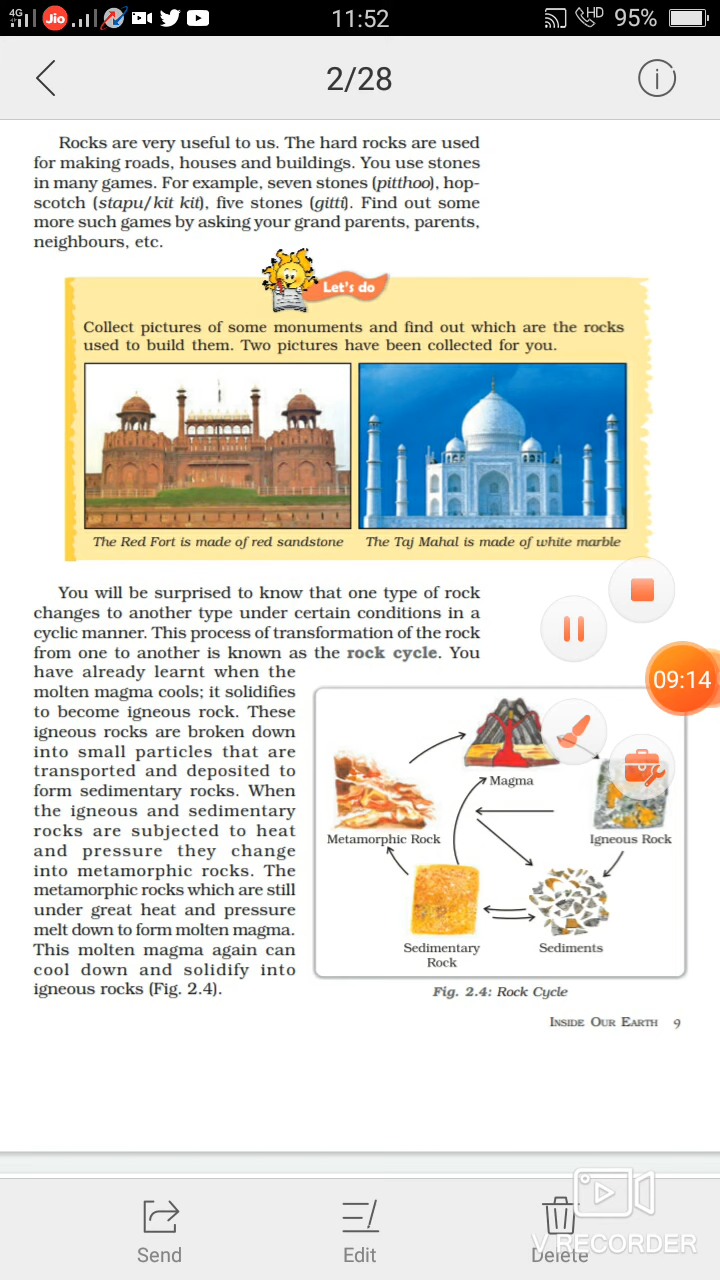 4G
Jio
11:52
HD
95%
2/28
Rocks are very useful to us. The hard rocks are used
for making roads, houses and buildings. You use stones
in many games. For example, seven stones (pitthoo), hop-
scotch (stapu/kit kit), five stones (gitti). Find out some
more such games by asking your grand parents, parents,
neighbours, etc.
Let's do
Collect pictures of some monuments and find out which are the rocks
used to build them. Two pictures have been collected for you.
The Red Fort is made of red sandstone
The Taj Mahal is made of white marble
You will be surprised to know that one type of rock
changes to another type under certain conditions in a
cyclic manner. This process of transformation of the rock
from one to another is known as the rock cycle. You
have already learnt when the
molten magma cools; it solidifies
to become igneous rock. These
igneous rocks are broken down
into small particles that are
transported and deposited to
form sedimentary rocks. When
the igneous and sedimentary
rocks are subjected to heat
and pressure they change
into metamorphic rocks. The
metamorphic rocks which are still
under great heat and pressure
melt down to form molten magma.
This molten magma again can
cool down and solidify into
igneous rocks (Fig. 2.4).
09:14
Magma
Metamorphic Rock
Igneous Rock
Sedimentary
Rock
Sediments
Fig. 2.4: Rock Cycle
INSIDE OUR EARTH 9
Send
Edit
Delete
V RECORDER